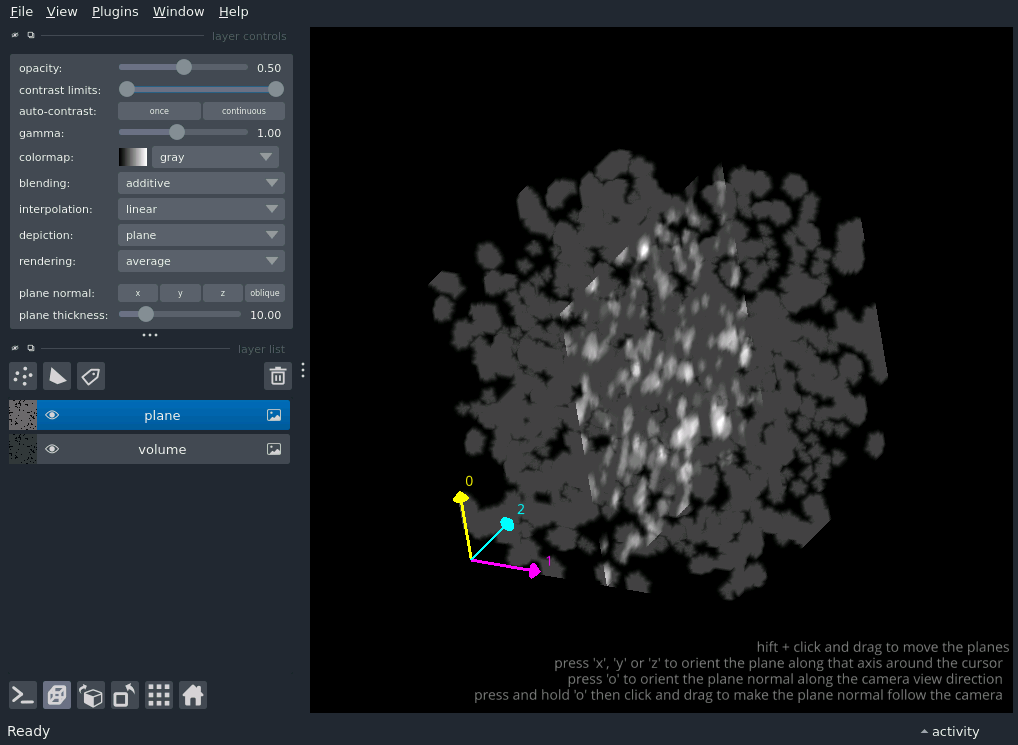 File View Plugins Window Help
layer controls
opacity: 0.50
contrast limits:
auto-contrast: once continuous
gamma: 1.00
colormap: gray
blending: additive
interpolation: linear
depiction: plane
rendering: average
plane normal: x y z oblique
plane thickness: 10.00
layer list
plane
volume
0
2
1
hift + click and drag to move the planes
press 'x', 'y' or 'z' to orient the plane along that axis around the cursor
press 'o' to orient the plane normal along the camera view direction
press and hold 'o' then click and drag to make the plane normal follow the camera
Ready activity